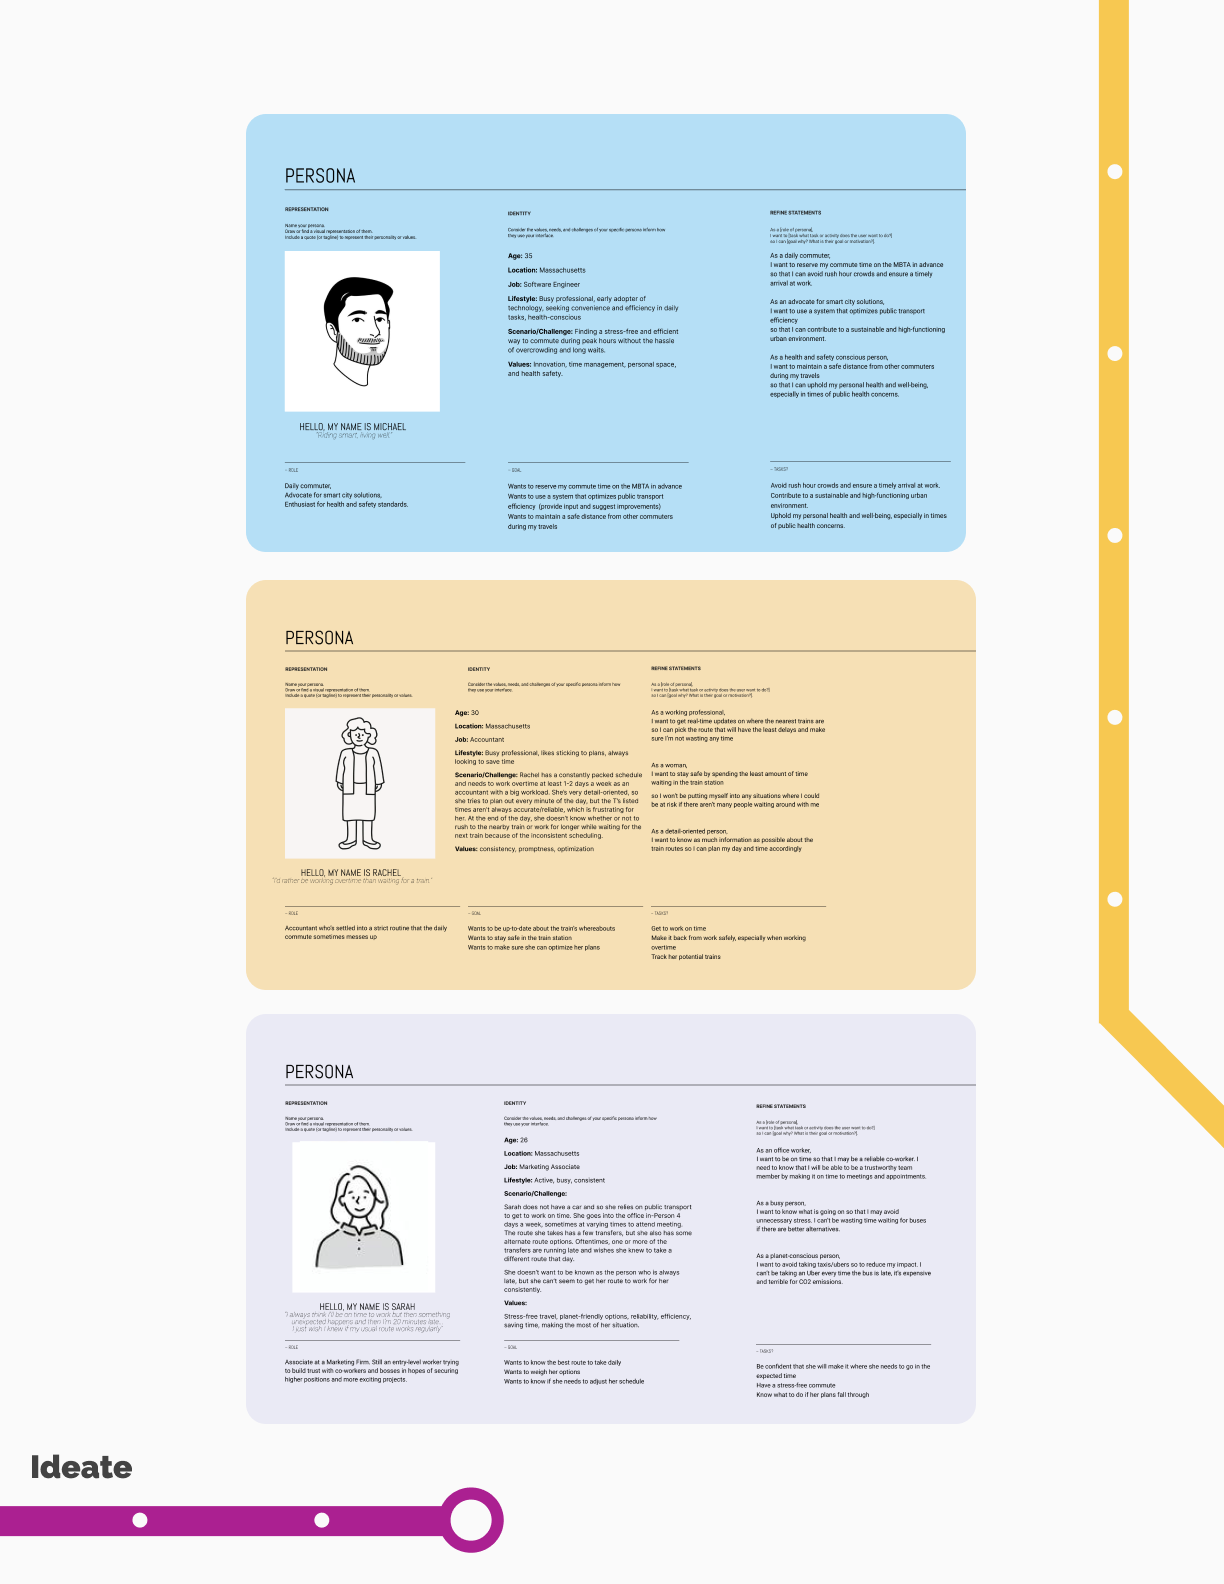 PERSONA
REPRESENTATION
Name your persona.
Draw or find a visual representation of them.
Include a quote (or tagline) to represent their personality or values.
HELLO, MY NAME IS MICHAEL
"Riding smart, living well."
– ROLE
Daily commuter,
Advocate for smart city solutions,
Enthusiast for health and safety standards.
IDENTITY
Consider the values, needs, and challenges of your specific persona inform how
they use your interface.
Age: 35
Location: Massachusetts
Job: Software Engineer
Lifestyle: Busy professional, early adopter of
technology, seeking convenience and efficiency in daily
tasks, health-conscious
Scenario/Challenge: Finding a stress-free and efficient
way to commute during peak hours without the hassle
of overcrowding and long waits.
Values: Innovation, time management, personal space,
and health safety.
– GOAL
Wants to reserve my commute time on the MBTA in advance
Wants to use a system that optimizes public transport
efficiency (provide input and suggest improvements)
Wants to maintain a safe distance from other commuters
during my travels
REFINE STATEMENTS
As a [role of persona],
I want to [task what task or activity does the user want to do?]
so I can [goal why? What is their goal or motivation?].
As a daily commuter,
I want to reserve my commute time on the MBTA in advance
so that I can avoid rush hour crowds and ensure a timely
arrival at work.
As an advocate for smart city solutions,
I want to use a system that optimizes public transport
efficiency
so that I can contribute to a sustainable and high-functioning
urban environment.
As a health and safety conscious person,
I want to maintain a safe distance from other commuters
during my travels
so that I can uphold my personal health and well-being,
especially in times of public health concerns.
– TASKS?
Avoid rush hour crowds and ensure a timely arrival at work.
Contribute to a sustainable and high-functioning urban
environment.
Uphold my personal health and well-being, especially in times
of public health concerns.
PERSONA
REPRESENTATION
Name your persona.
Draw or find a visual representation of them.
Include a quote (or tagline) to represent their personality or values.
HELLO, MY NAME IS RACHEL
"I'd rather be working overtime than waiting for a train."
– ROLE
Accountant who's settled into a strict routine that the daily
commute sometimes messes up
IDENTITY
Consider the values, needs, and challenges of your specific persona inform how
they use your interface.
Age: 30
Location: Massachusetts
Job: Accountant
Lifestyle: Busy professional, likes sticking to plans, always
looking to save time
Scenario/Challenge: Rachel has a constantly packed schedule
and needs to work overtime at least 1-2 days a week as an
accountant with a big workload. She's very detail-oriented, so
she tries to plan out every minute of the day, but the T's listed
times aren't always accurate/reliable, which is frustrating for
her. At the end of the day, she doesn't know whether or not to
rush to the nearby train or work for longer while waiting for the
next train because of the inconsistent scheduling.
Values: consistency, promptness, optimization
– GOAL
Wants to be up-to-date about the train's whereabouts
Wants to stay safe in the train station
Wants to make sure she can optimize her plans
REFINE STATEMENTS
As a [role of persona],
I want to [task what task or activity does the user want to do?]
so I can [goal why? What is their goal or motivation?].
As a working professional,
I want to get real-time updates on where the nearest trains are
so I can pick the route that will have the least delays and make
sure I'm not wasting any time
As a woman,
I want to stay safe by spending the least amount of time
waiting in the train station
so I won't be putting myself into any situations where I could
be at risk if there aren't many people waiting around with me
As a detail-oriented person,
I want to know as much information as possible about the
train routes so I can plan my day and time accordingly
– TASKS?
Get to work on time
Make it back from work safely, especially when working
overtime
Track her potential trains
PERSONA
REPRESENTATION
Name your persona.
Draw or find a visual representation of them.
Include a quote (or tagline) to represent their personality or values.
HELLO, MY NAME IS SARAH
"I always think I'll be on time to work but then something
unexpected happens and then I'm 20 minutes late...
I just wish I knew if my usual route works regularly"
– ROLE
Associate at a Marketing Firm. Still an entry-level worker trying
to build trust with co-workers and bosses in hopes of securing
higher positions and more exciting projects.
IDENTITY
Consider the values, needs, and challenges of your specific persona inform how
they use your interface.
Age: 26
Location: Massachusetts
Job: Marketing Associate
Lifestyle: Active, busy, consistent
Scenario/Challenge:
Sarah does not have a car and so she relies on public transport
to get to work on time. She goes into the office in-Person 4
days a week, sometimes at varying times to attend meeting.
The route she takes has a few transfers, but she also has some
alternate route options. Oftentimes, one or more of the
transfers are running late and wishes she knew to take a
different route that day.
She doesn't want to be known as the person who is always
late, but she can't seem to get her route to work for her
consistently.
Values:
Stress-free travel, planet-friendly options, reliability, efficiency,
saving time, making the most of her situation.
– GOAL
Wants to know the best route to take daily
Wants to weigh her options
Wants to know if she needs to adjust her schedule
REFINE STATEMENTS
As a [role of persona],
I want to [task what task or activity does the user want to do?]
so I can [goal why? What is their goal or motivation?].
As an office worker,
I want to be on time so that I may be a reliable co-worker. I
need to know that I will be able to be a trustworthy team
member by making it on time to meetings and appointments.
As a busy person,
I want to know what is going on so that I may avoid
unnecessary stress. I can't be wasting time waiting for buses
if there are better alternatives.
As a planet-conscious person,
I want to avoid taking taxis/ubers so to reduce my impact. I
can't be taking an Uber every time the bus is late, it's expensive
and terrible for CO2 emissions.
– TASKS?
Be confident that she will make it where she needs to go in the
expected time
Have a stress-free commute
Know what to do if her plans fall through
Ideate